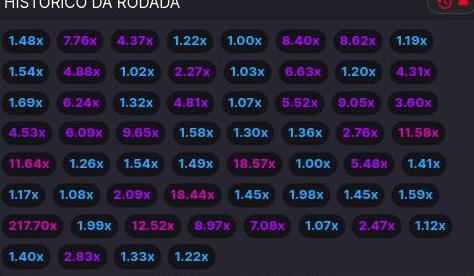 HISTÓRICO DA RODADA
1.48x 7.76x 4.37x 1.22x 1.00x 8.40x 8.62x 1.19x
1.54x 4.88x 1.02x 2.27x 1.03x 6.63x 1.20x 4.31x
1.69x 6.24x 1.32x 4.81x 1.07x 5.52x 9.05x 3.60x
4.53x 6.09x 9.65x 1.58x 1.30x 1.36x 2.76x 11.58x
11.64x 1.26x 1.54x 1.49x 18.57x 1.00x 5.48x 1.41x
1.17x 1.08x 2.09x 18.44x 1.45x 1.98x 1.45x 1.59x
217.70x 1.99x 12.52x 8.97x 7.08x 1.07x 2.47x 1.12x
1.40x 2.83x 1.33x 1.22x